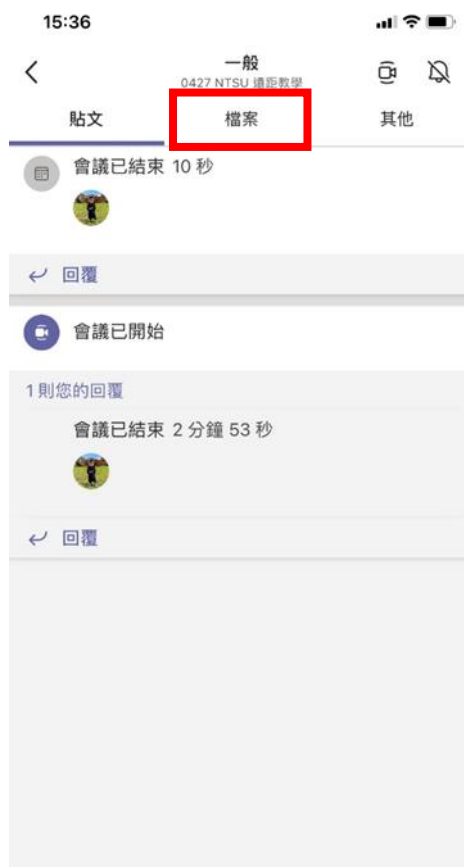 15:36
一般
0427 NTSU 遠距教學
貼文 檔案 其他
會議已結束 10 秒
回覆
會議已開始
1 則您的回覆
會議已結束 2 分鐘 53 秒
回覆